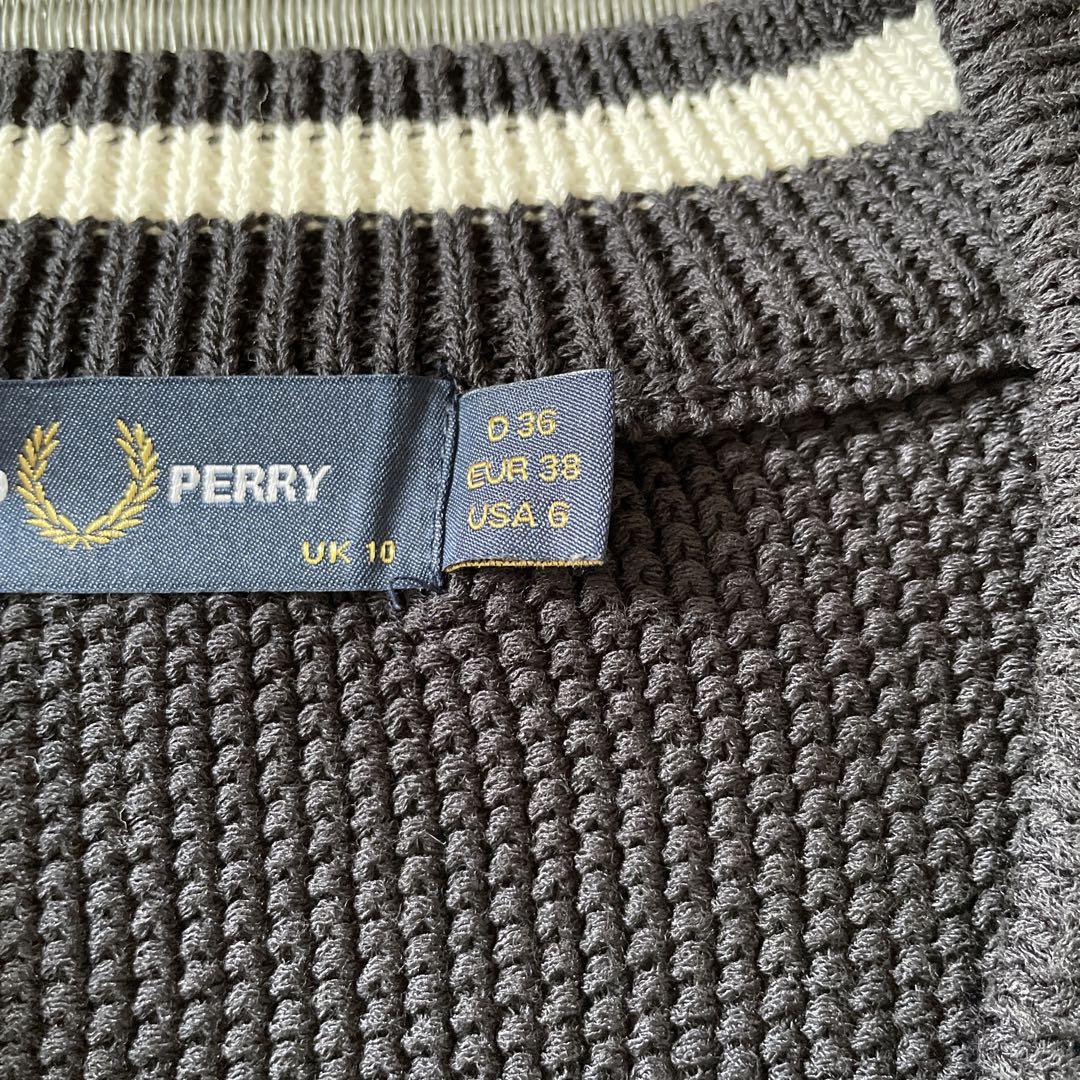 D PERRY
UK 10
D 36
EUR 38
USA 6